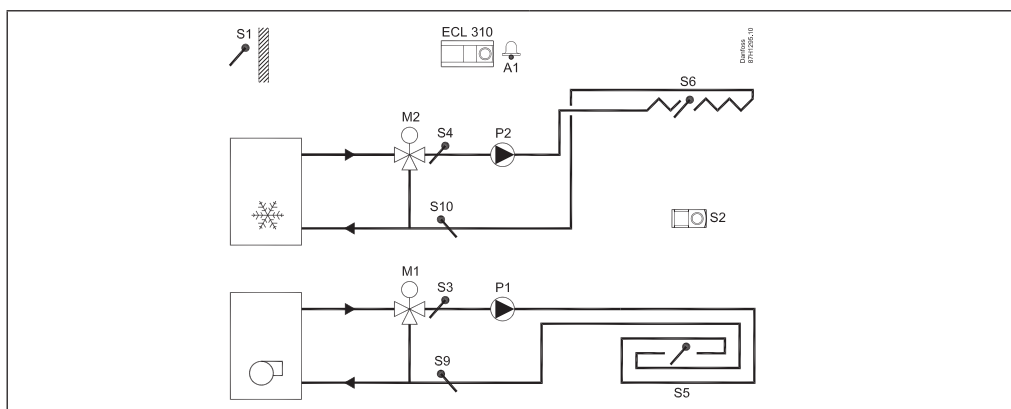 S1
ECL 310
A1
Danfoss
87H1295.10
S6
M2
S4
P2
S10
S2
M1
S3
P1
S9
S5